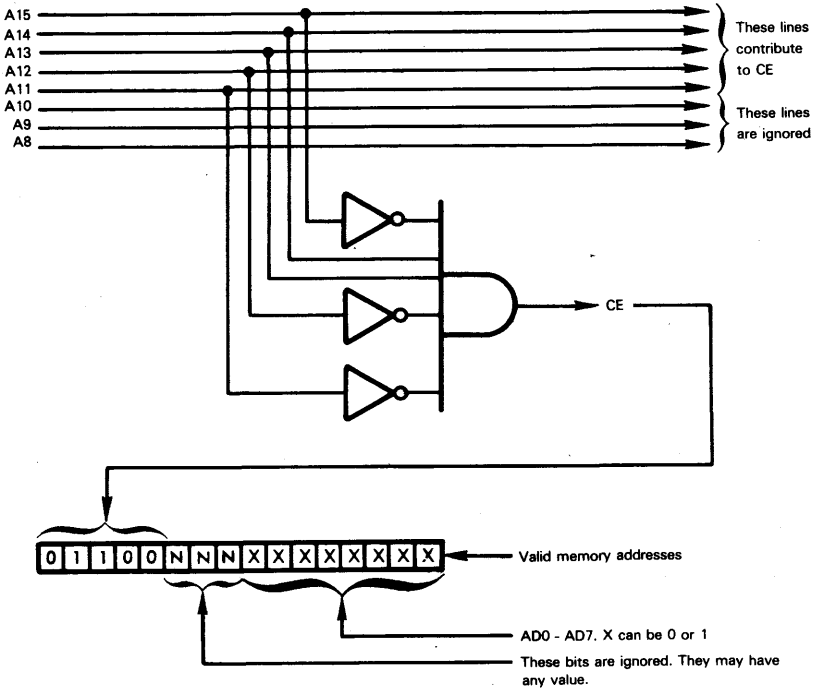 A15
A14
A13
A12
A11
A10
A9
A8
These lines
contribute
to CE
These lines
are ignored
CE
0 1 1 0 0 N N N X X X X X X X X
Valid memory addresses
AD0 - AD7. X can be 0 or 1
These bits are ignored. They may have
any value.